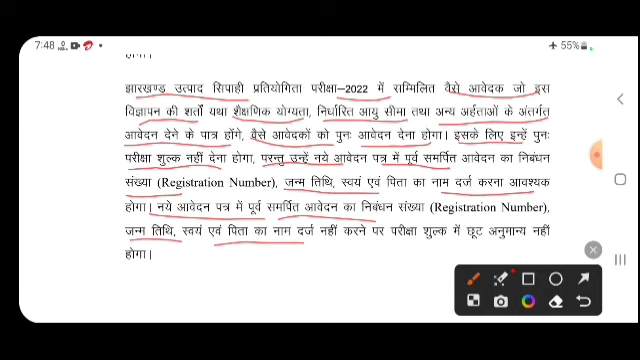 7:48
55%
होगा।
झारखण्ड उत्पाद सिपाही प्रतियोगिता परीक्षा–2022 में सम्मिलित वैसे आवेदक जो इस
विज्ञापन की शर्तों यथा शैक्षणिक योग्यता, निर्धारित आयु सीमा तथा अन्य अर्हताओं के अंतर्गत
आवेदन देने के पात्र होंगे, वैसे आवेदकों को पुनः आवेदन देना होगा। इसके लिए इन्हें पुनः
परीक्षा शुल्क नहीं देना होगा, परन्तु उन्हें नये आवेदन पत्र में पूर्व समर्पित आवेदन का निबंधन
संख्या (Registration Number), जन्म तिथि, स्वयं एवं पिता का नाम दर्ज करना आवश्यक
होगा। नये आवेदन पत्र में पूर्व समर्पित आवेदन का निबंधन संख्या (Registration Number),
जन्म तिथि, स्वयं एवं पिता का नाम दर्ज नहीं करने पर परीक्षा शुल्क में छूट अनुमान्य नहीं
होगा।